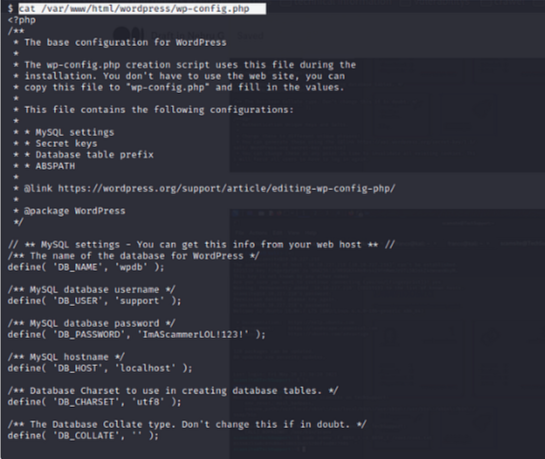 $ cat /var/www/html/wordpress/wp-config.php
<?php
/**
 * The base configuration for WordPress
 *
 * The wp-config.php creation script uses this file during the
 * installation. You don't have to use the web site, you can
 * copy this file to "wp-config.php" and fill in the values.
 *
 * This file contains the following configurations:
 *
 * * MySQL settings
 * * Secret keys
 * * Database table prefix
 * * ABSPATH
 *
 * @link https://wordpress.org/support/article/editing-wp-config-php/
 *
 * @package WordPress
 */
// ** MySQL settings - You can get this info from your web host ** //
/** The name of the database for WordPress */
define( 'DB_NAME', 'wpdb' );
/** MySQL database username */
define( 'DB_USER', 'support' );
/** MySQL database password */
define( 'DB_PASSWORD', 'ImAScammerLOL!123!' );
/** MySQL hostname */
define( 'DB_HOST', 'localhost' );
/** Database Charset to use in creating database tables. */
define( 'DB_CHARSET', 'utf8' );
/** The Database Collate type. Don't change this if in doubt. */
define( 'DB_COLLATE', '' );